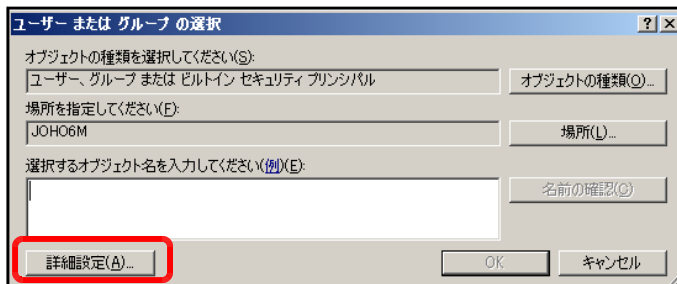 ユーザー または グループ の選択
オブジェクトの種類を選択してください(S):
ユーザー、グループ または ビルトイン セキュリティ プリンシパル
オブジェクトの種類(O)...
場所を指定してください(F):
JOHO6M
場所(L)...
選択するオブジェクト名を入力してください(例)(E):
名前の確認(C)
詳細設定(A)...
OK
キャンセル